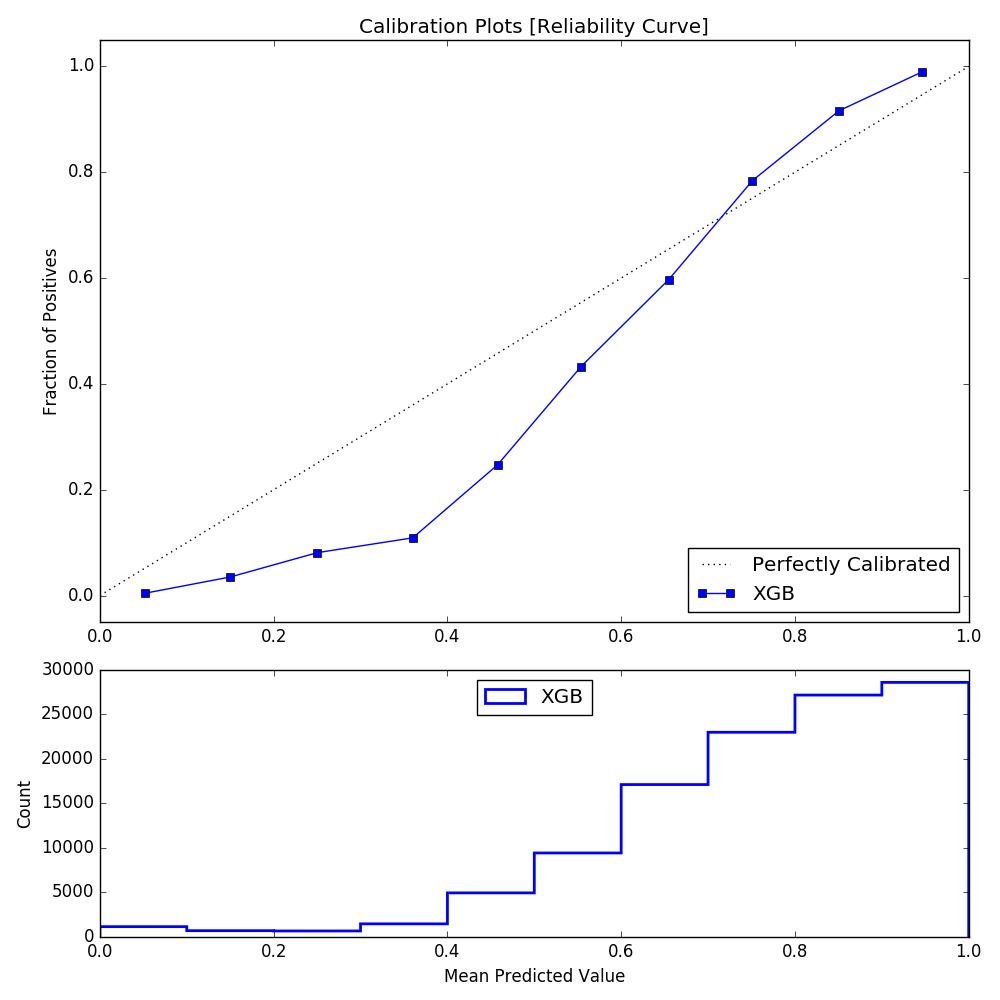 Calibration Plots [Reliability Curve]
Fraction of Positives
1.0
0.8
0.6
0.4
0.2
0.0
Perfectly Calibrated
XGB
0.0 0.2 0.4 0.6 0.8 1.0
Count
30000
25000
20000
15000
10000
5000
0
XGB
0.0 0.2 0.4 0.6 0.8 1.0
Mean Predicted Value